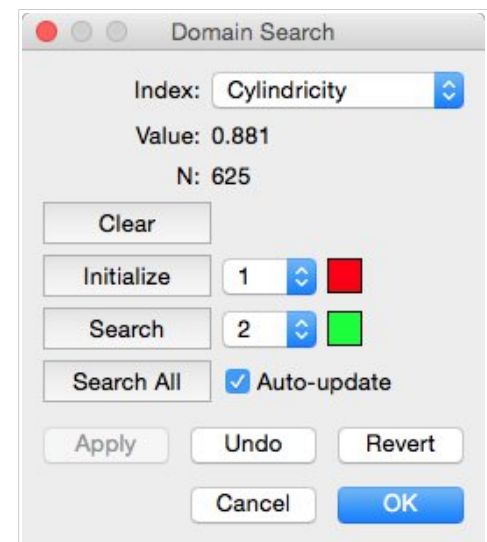 Domain Search
Index: Cylindricity
Value: 0.881
N: 625
Clear
Initialize 1
Search 2
Search All Auto-update
Apply Undo Revert
Cancel OK